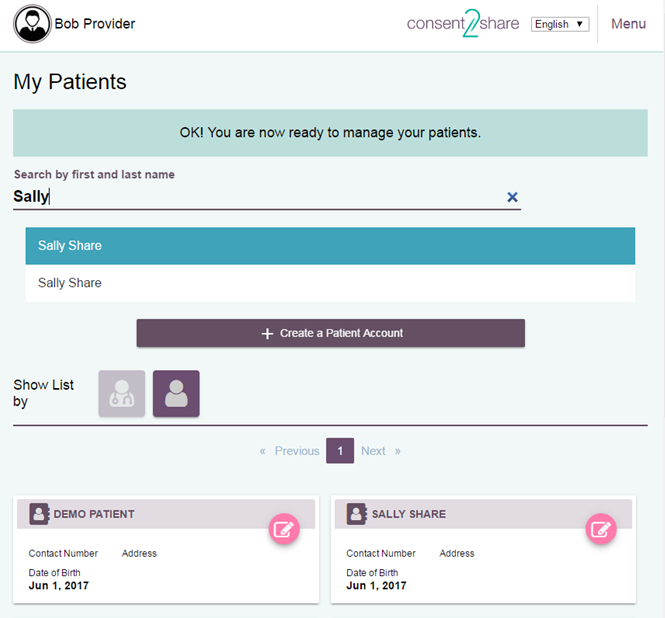 Bob Provider
consent2share
English ▼
Menu
My Patients
OK! You are now ready to manage your patients.
Search by first and last name
Sally
Sally Share
Sally Share
+ Create a Patient Account
Show List
by
« Previous 1 Next »
DEMO PATIENT
Contact Number Address
Date of Birth
Jun 1, 2017
SALLY SHARE
Contact Number Address
Date of Birth
Jun 1, 2017